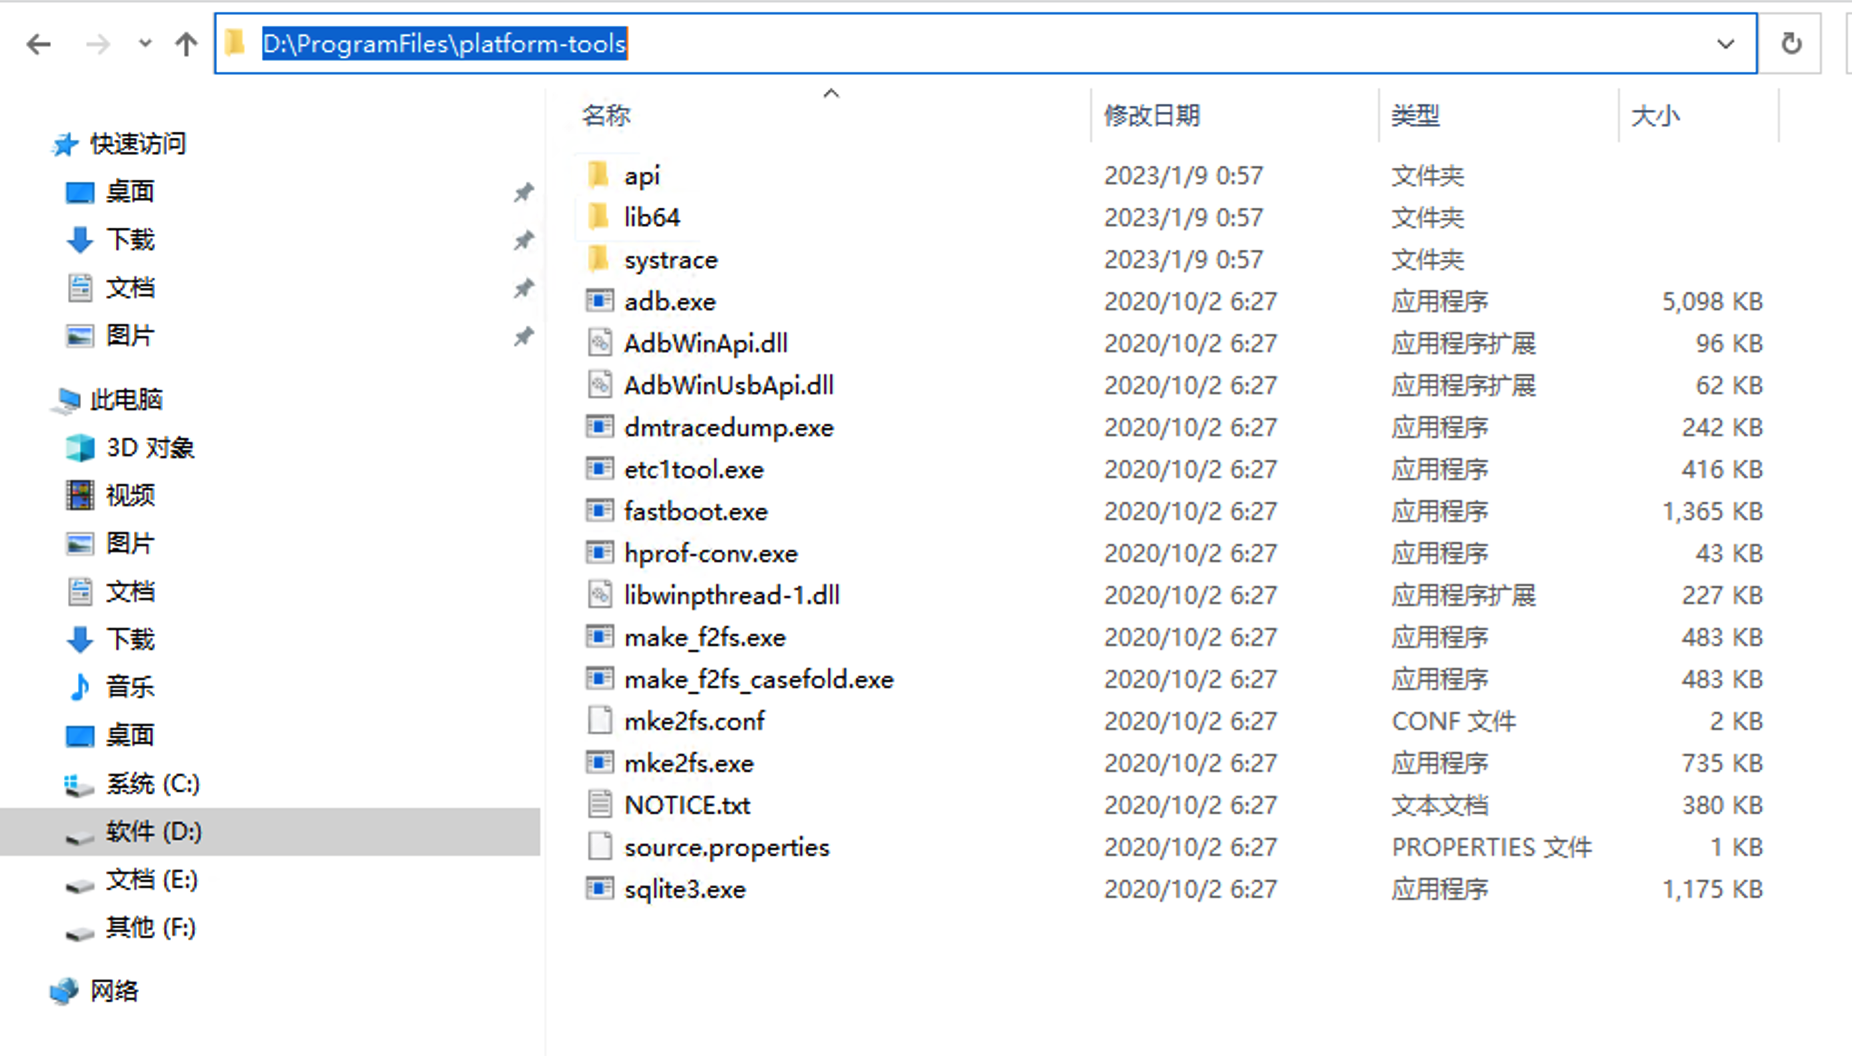 D:\ProgramFiles\platform-tools
快速访问
桌面
下载
文档
图片
此电脑
3D 对象
视频
图片
文档
下载
音乐
桌面
系统 (C:)
软件 (D:)
文档 (E:)
其他 (F:)
网络
名称 修改日期 类型 大小
api 2023/1/9 0:57 文件夹
lib64 2023/1/9 0:57 文件夹
systrace 2023/1/9 0:57 文件夹
adb.exe 2020/10/2 6:27 应用程序 5,098 KB
AdbWinApi.dll 2020/10/2 6:27 应用程序扩展 96 KB
AdbWinUsbApi.dll 2020/10/2 6:27 应用程序扩展 62 KB
dmtracedump.exe 2020/10/2 6:27 应用程序 242 KB
etc1tool.exe 2020/10/2 6:27 应用程序 416 KB
fastboot.exe 2020/10/2 6:27 应用程序 1,365 KB
hprof-conv.exe 2020/10/2 6:27 应用程序 43 KB
libwinpthread-1.dll 2020/10/2 6:27 应用程序扩展 227 KB
make_f2fs.exe 2020/10/2 6:27 应用程序 483 KB
make_f2fs_casefold.exe 2020/10/2 6:27 应用程序 483 KB
mke2fs.conf 2020/10/2 6:27 CONF 文件 2 KB
mke2fs.exe 2020/10/2 6:27 应用程序 735 KB
NOTICE.txt 2020/10/2 6:27 文本文档 380 KB
source.properties 2020/10/2 6:27 PROPERTIES 文件 1 KB
sqlite3.exe 2020/10/2 6:27 应用程序 1,175 KB